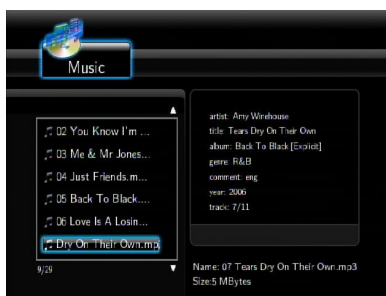 Music
02 You Know I'm ...
03 Me & Mr Jones...
04 Just Friends.m...
05 Back To Black....
06 Love Is A Losin...
Dry On Their Own.mp
9/29
artist: Amy Winehouse
title: Tears Dry On Their Own
album: Back To Black [Explicit]
genre: R&B
comment: eng
year: 2006
track: 7/11
Name: 07 Tears Dry On Their Own.mp3
Size:5 MBytes